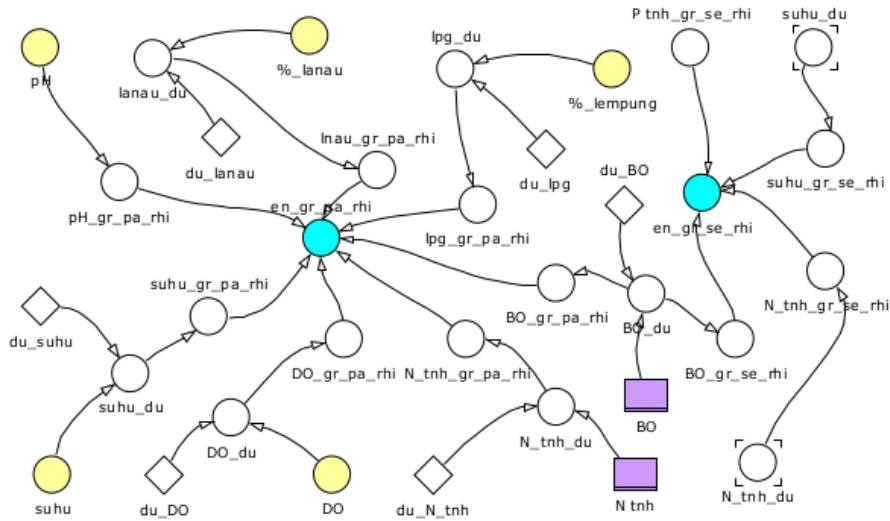 P tnh_gr_se_rhi
suhu_du
lpg_du
%_lanau
pH
lanau_du
%_lempung
lnau_gr_pa_rhi
du_lanau
du_lpg
du_BO
suhu_gr_se_rhi
pH_gr_pa_rhi
en_gr_pa_rhi
lpg_gr_pa_rhi
en_gr_se_rhi
suhu_gr_pa_rhi
N_tnh_gr_se_rhi
BO_gr_pa_rhi
BO_du
du_suhu
DO_gr_pa_rhi
N_tnh_gr_pa_rhi
BO_gr_se_rhi
suhu_du
BO
DO_du
N_tnh_du
N_tnh_du
suhu
du_DO
DO
du_N_tnh
N tnh